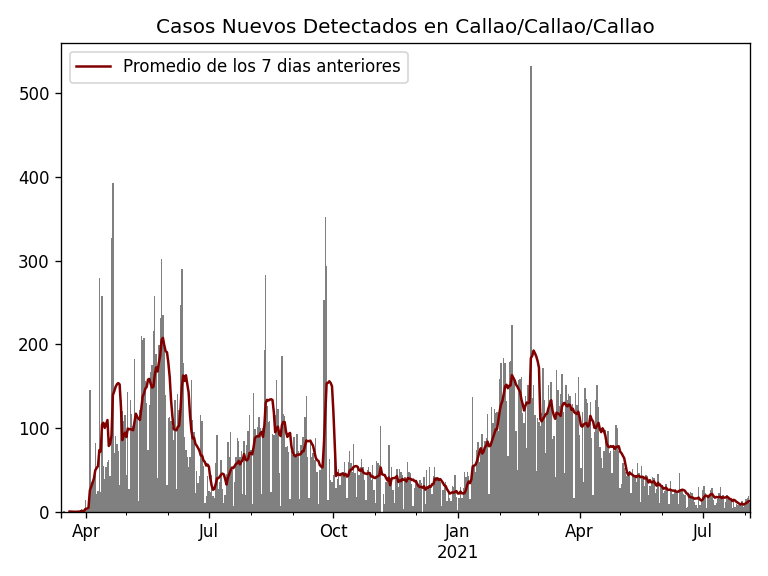 Casos Nuevos Detectados en Callao/Callao/Callao
Promedio de los 7 dias anteriores
500
400
300
200
100
0
Apr Jul Oct Jan Apr Jul
2021